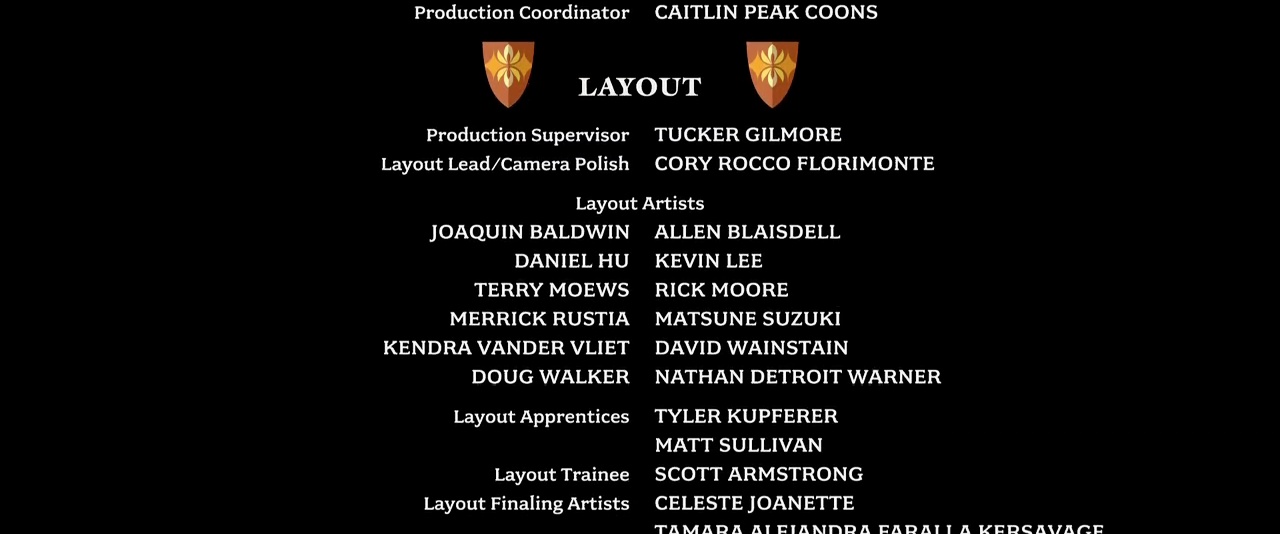 Production Coordinator CAITLIN PEAK COONS
LAYOUT
Production Supervisor TUCKER GILMORE
Layout Lead/Camera Polish CORY ROCCO FLORIMONTE
Layout Artists
JOAQUIN BALDWIN ALLEN BLAISDELL
DANIEL HU KEVIN LEE
TERRY MOEWS RICK MOORE
MERRICK RUSTIA MATSUNE SUZUKI
KENDRA VANDER VLIET DAVID WAINSTAIN
DOUG WALKER NATHAN DETROIT WARNER
Layout Apprentices TYLER KUPFERER
MATT SULLIVAN
Layout Trainee SCOTT ARMSTRONG
Layout Finaling Artists CELESTE JOANETTE
TAMARA ALEJANDRA FARALLA KERSAVAGE